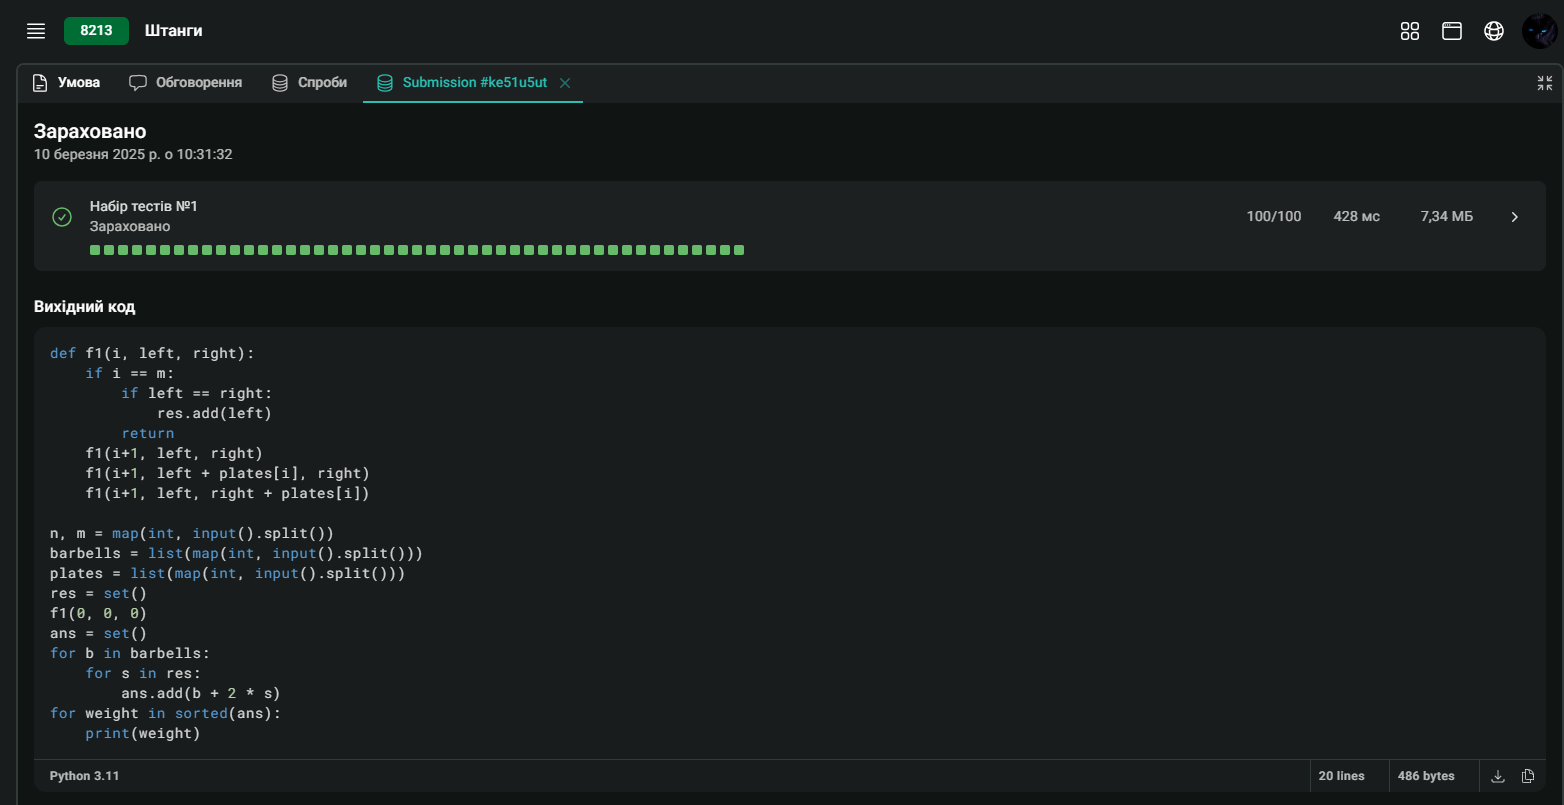 8213 Штанги
Умова Обговорення Спроби Submission #ke51u5ut
Зараховано
10 березня 2025 р. о 10:31:32
Набір тестів №1
Зараховано
100/100 428 мс 7,34 МБ
Вихідний код
def f1(i, left, right):
    if i == m:
        if left == right:
            res.add(left)
        return
    f1(i+1, left, right)
    f1(i+1, left + plates[i], right)
    f1(i+1, left, right + plates[i])
n, m = map(int, input().split())
barbells = list(map(int, input().split()))
plates = list(map(int, input().split()))
res = set()
f1(0, 0, 0)
ans = set()
for b in barbells:
    for s in res:
        ans.add(b + 2 * s)
for weight in sorted(ans):
    print(weight)
Python 3.11 20 lines 486 bytes